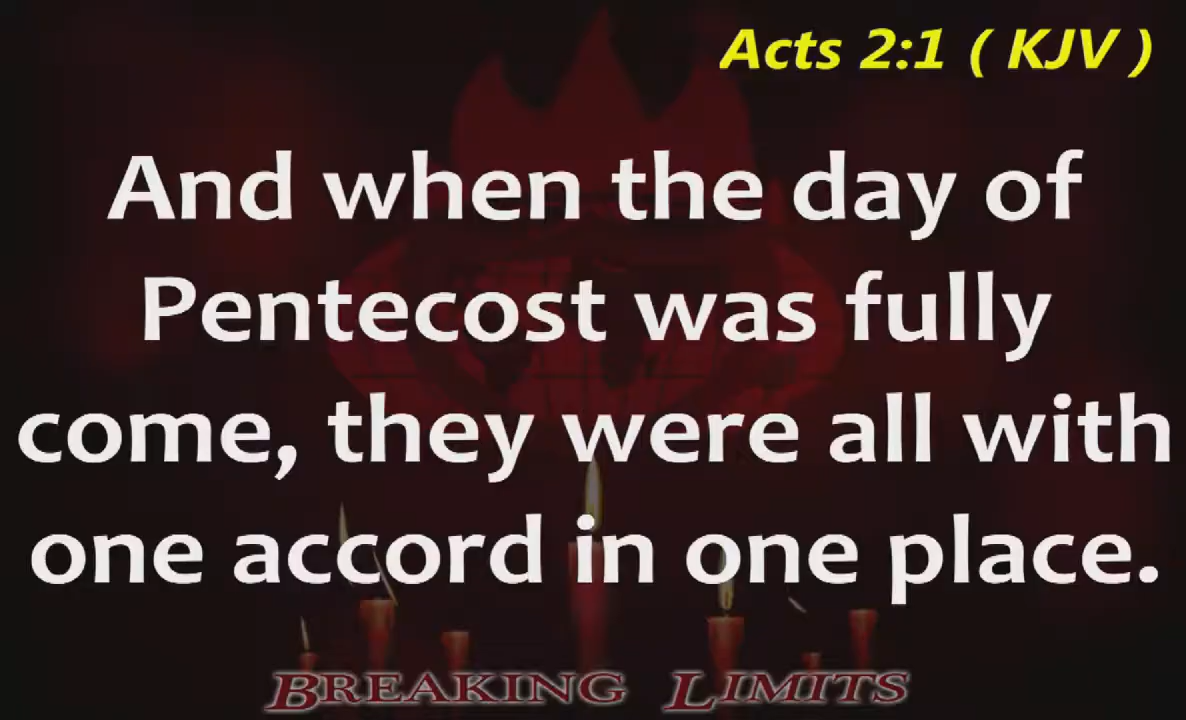 Acts 2:1 ( KJV )
And when the day of
Pentecost was fully
come, they were all with
one accord in one place.
BREAKING LIMITS